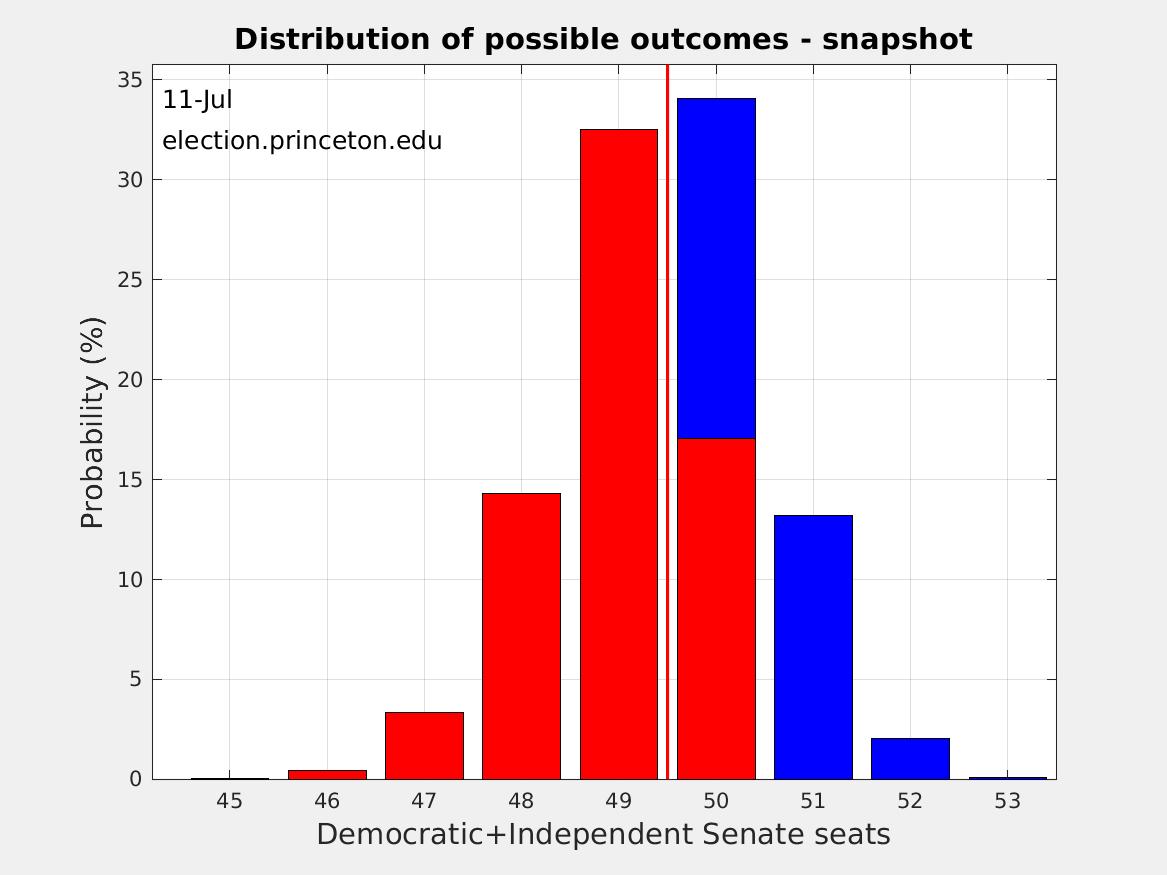 Distribution of possible outcomes - snapshot
11-Jul
election.princeton.edu
35
30
25
20
15
10
5
0
Probability (%)
45 46 47 48 49 50 51 52 53
Democratic+Independent Senate seats